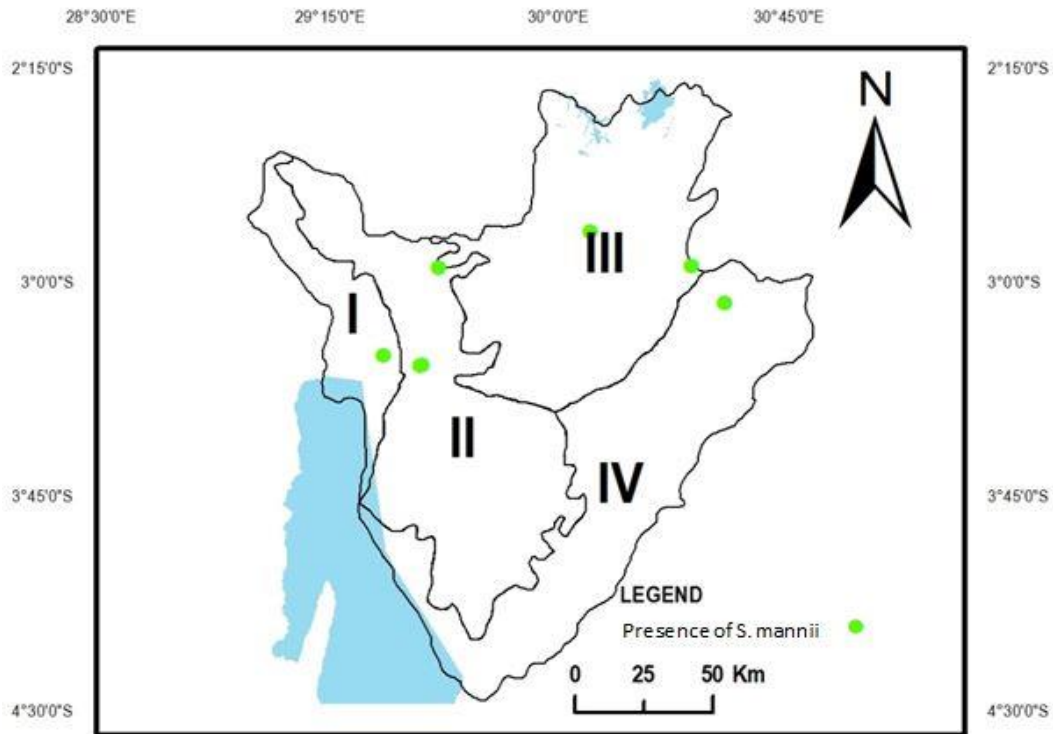 28°30'0"E 29°15'0"E 30°0'0"E 30°45'0"E
2°15'0"S 2°15'0"S
N
III
3°0'0"S 3°0'0"S
I
II
IV
3°45'0"S 3°45'0"S
LEGEND
Presence of S. mannii
0 25 50 Km
4°30'0"S 4°30'0"S